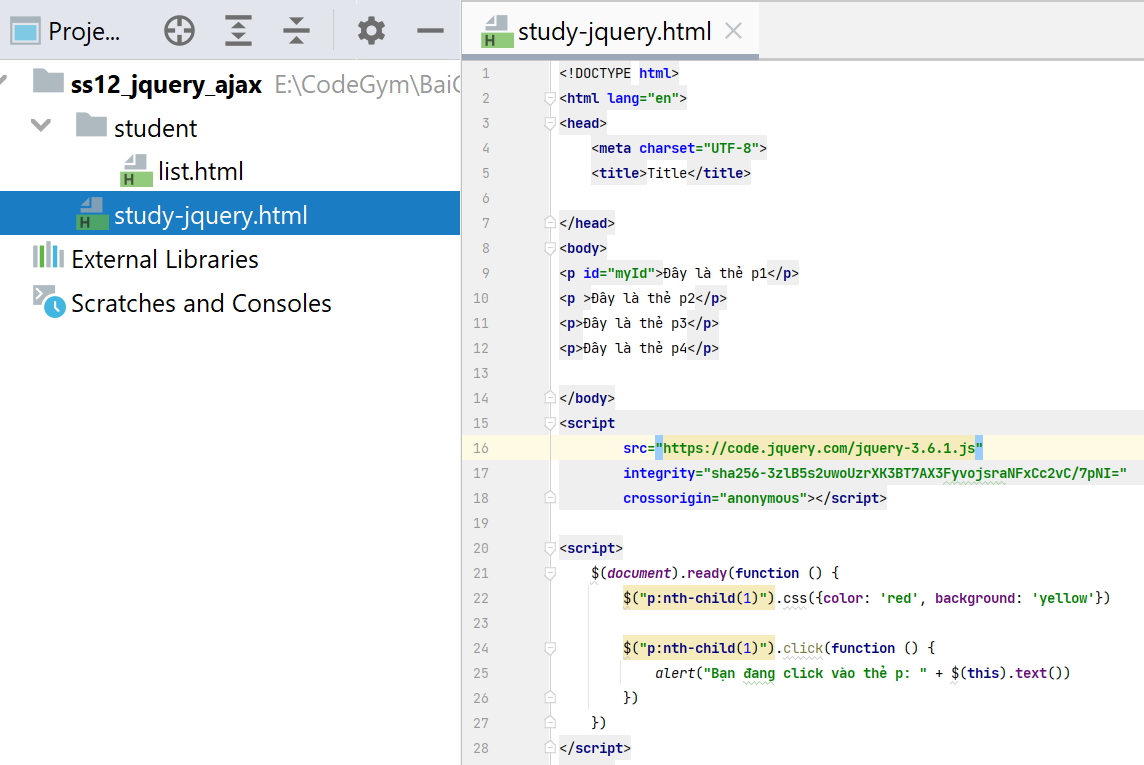 Proje...
ss12_jquery_ajax E:\CodeGym\BaiC
student
list.html
study-jquery.html
External Libraries
Scratches and Consoles
study-jquery.html
1 <!DOCTYPE html>
2 <html lang="en">
3 <head>
4 <meta charset="UTF-8">
5 <title>Title</title>
6
7 </head>
8 <body>
9 <p id="myId">Đây là thẻ p1</p>
10 <p >Đây là thẻ p2</p>
11 <p>Đây là thẻ p3</p>
12 <p>Đây là thẻ p4</p>
13
14 </body>
15 <script
16 src="https://code.jquery.com/jquery-3.6.1.js"
17 integrity="sha256-3zlB5s2uwoUzrXK3BT7AX3FyvojsraNFxCc2vC/7pNI="
18 crossorigin="anonymous"></script>
19
20 <script>
21 $(document).ready(function () {
22 $("p:nth-child(1)").css({color: 'red', background: 'yellow'})
23
24 $("p:nth-child(1)").click(function () {
25 alert("Bạn đang click vào thẻ p: " + $(this).text())
26 })
27 })
28 </script>